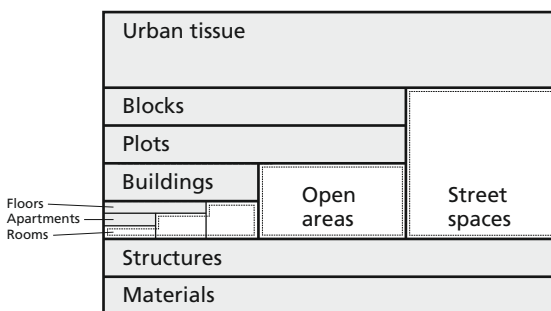 Urban tissue
Blocks
Plots
Buildings
Floors
Apartments
Rooms
Open
areas
Street
spaces
Structures
Materials